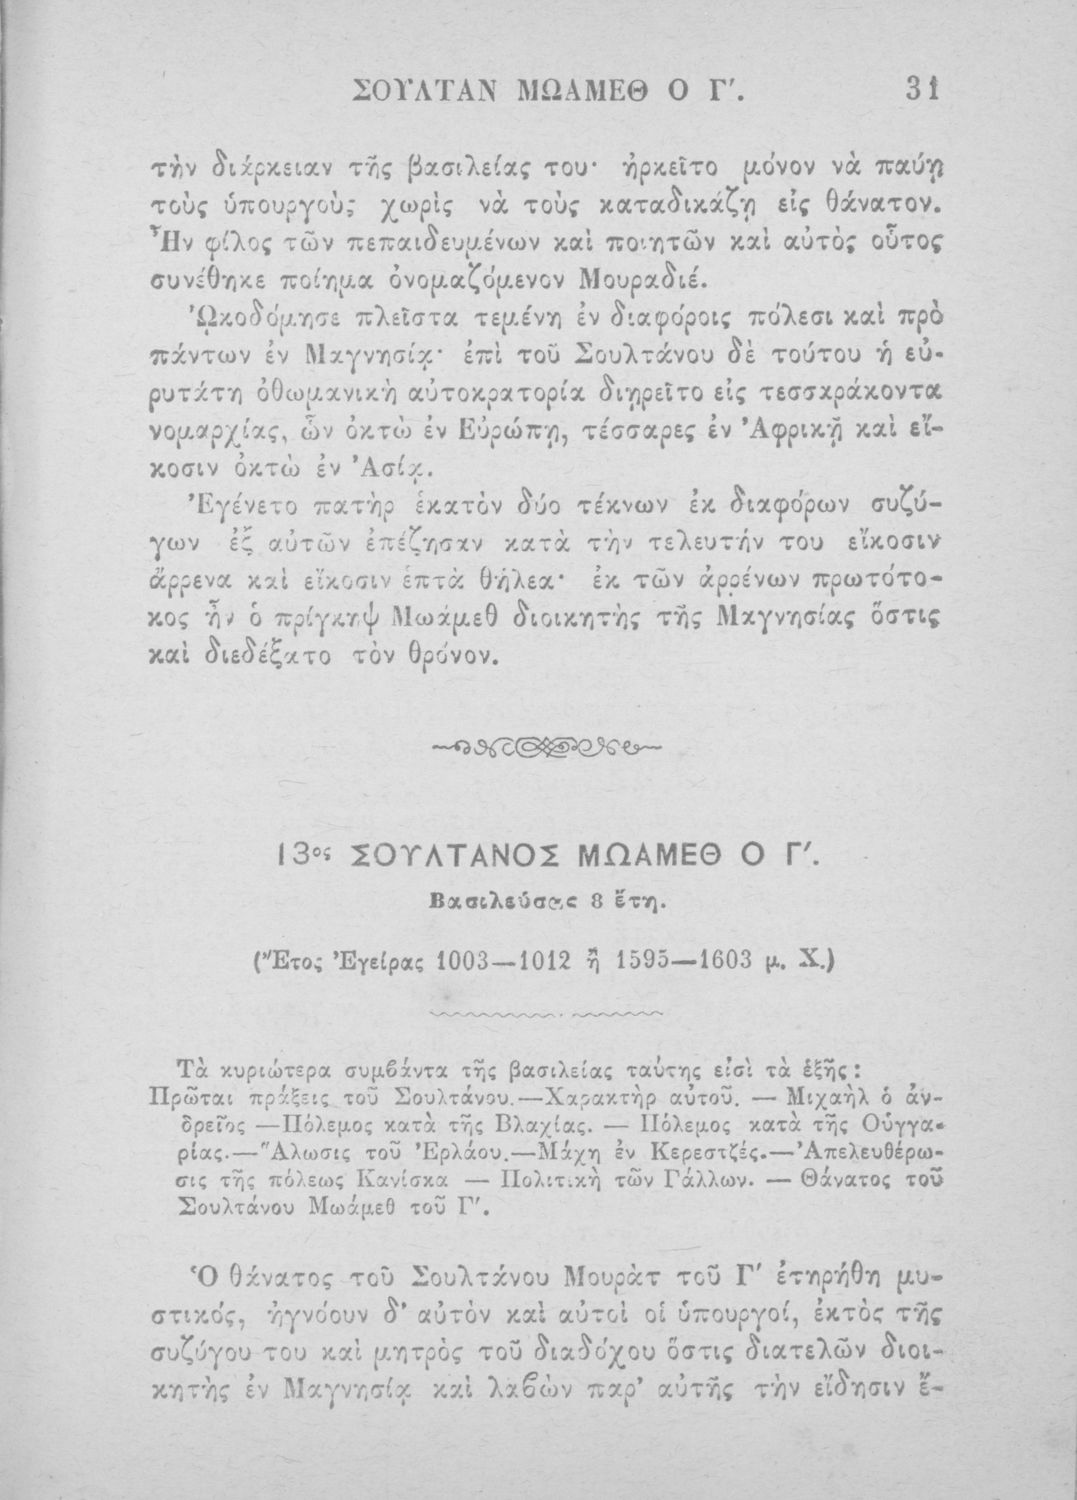 ΣΟΥΛΤΑΝ ΜΩΑΜΕΘ Ο Γ′. 31
τὴν διάρκειαν τῆς βασιλείας του· ἠρκεῖτο μόνον νὰ παύῃ
τοὺς ὑπουργοὺς χωρὶς νὰ τοὺς καταδικάζῃ εἰς θάνατον.
Ἦν φίλος τῶν πεπαιδευμένων καὶ ποιητῶν καὶ αὐτὸς οὗτος
συνέθηκε ποίημα ὀνομαζόμενον Μουραδιέ.
Ὠκοδόμησε πλεῖστα τεμένη ἐν διαφόροις πόλεσι καὶ πρὸ
πάντων ἐν Μαγνησίᾳ· ἐπὶ τοῦ Σουλτάνου δὲ τούτου ἡ εὐ-
ρυτάτη ὀθωμανικὴ αὐτοκρατορία διῃρεῖτο εἰς τεσσαράκοντα
νομαρχίας, ὧν ὀκτὼ ἐν Εὐρώπῃ, τέσσαρες ἐν Ἀφρικῇ καὶ εἴ-
κοσιν ὀκτὼ ἐν Ἀσίᾳ.
Ἐγένετο πατὴρ ἑκατὸν δύο τέκνων ἐκ διαφόρων συζύ-
γων ἐξ αὐτῶν ἐπέζησαν κατὰ τὴν τελευτήν του εἴκοσιν
ἄρρενα καὶ εἴκοσιν ἑπτὰ θήλεα· ἐκ τῶν ἀρρένων πρωτότο-
κος ἦν ὁ πρίγκηψ Μωάμεθ διοικητὴς τῆς Μαγνησίας ὅστις
καὶ διεδέξατο τὸν θρόνον.
13ος ΣΟΥΛΤΑΝΟΣ ΜΩΑΜΕΘ Ο Γ′.
Βασιλεύσας 8 ἔτη.
(Ἔτος Ἐγείρας 1003—1012 ἢ 1595—1603 μ. Χ.)
Τὰ κυριώτερα συμβάντα τῆς βασιλείας ταύτης εἰσὶ τὰ ἑξῆς:
Πρῶται πράξεις τοῦ Σουλτάνου.—Χαρακτὴρ αὐτοῦ. — Μιχαὴλ ὁ ἀν-
δρεῖος —Πόλεμος κατὰ τῆς Βλαχίας. — Πόλεμος κατὰ τῆς Οὑγγα-
ρίας.—Ἅλωσις τοῦ Ἐρλάου.—Μάχη ἐν Κερεστζές.—Ἀπελευθέρω-
σις τῆς πόλεως Κανίσκα — Πολιτικὴ τῶν Γάλλων. — Θάνατος τοῦ
Σουλτάνου Μωάμεθ τοῦ Γ′.
Ὁ θάνατος τοῦ Σουλτάνου Μουρὰτ τοῦ Γ′ ἐτηρήθη μυ-
στικός, ἠγνόουν δ' αὐτὸν καὶ αὐτοὶ οἱ ὑπουργοί, ἐκτὸς τῆς
συζύγου του καὶ μητρὸς τοῦ διαδόχου ὅστις διατελῶν διοι-
κητὴς ἐν Μαγνησίᾳ καὶ λαβὼν παρ' αὐτῆς τὴν εἴδησιν ἔ-